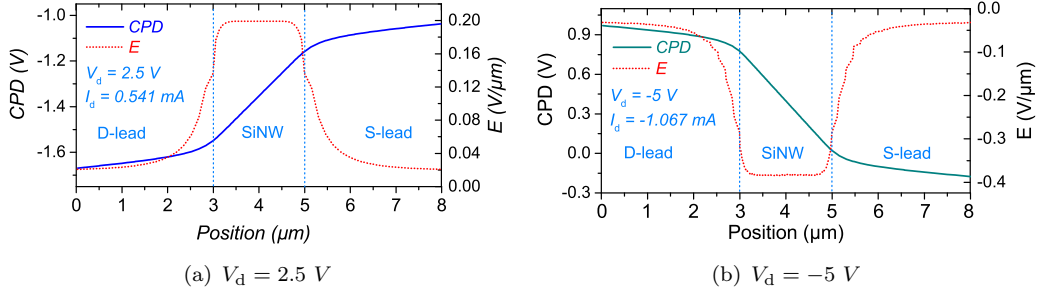 -1.0
-1.2
-1.4
-1.6
CPD (V)
CPD
E
V_d = 2.5 V
I_d = 0.541 mA
D-lead
SiNW
S-lead
0.20
0.16
0.12
0.08
0.04
0.00
E (V/μm)
0 1 2 3 4 5 6 7 8
Position (μm)
(a) V_d = 2.5 V
0.9
0.6
0.3
0.0
-0.3
CPD (V)
CPD
E
V_d = -5 V
I_d = -1.067 mA
D-lead
SiNW
S-lead
0.0
-0.1
-0.2
-0.3
-0.4
E (V/μm)
0 1 2 3 4 5 6 7 8
Position (μm)
(b) V_d = −5 V